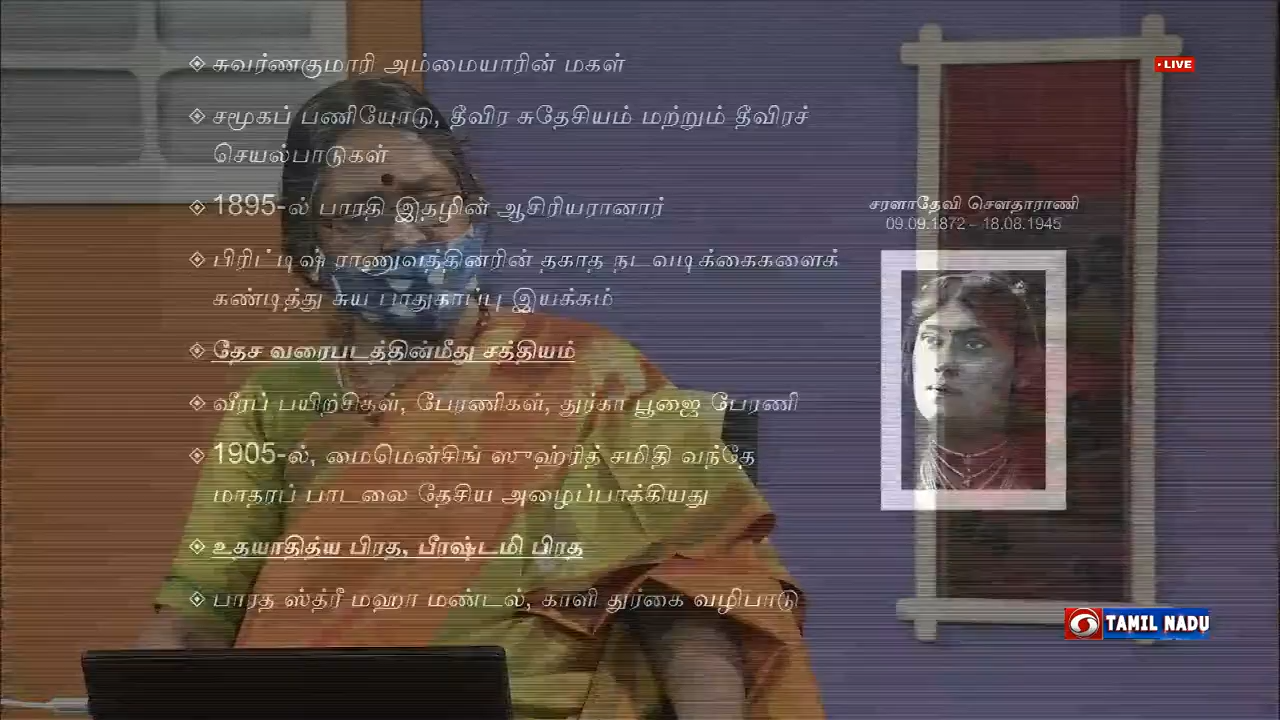 சுவர்ணகுமாரி அம்மையாரின் மகள்
சமூகப் பணியோடு, தீவிர சுதேசியம் மற்றும் தீவிரச்
செயல்பாடுகள்
1895-ல் பாரதி இதழின் ஆசிரியரானார்
பிரிட்டிஷ் ராணுவத்தினரின் தகாத நடவடிக்கைகளைக்
கண்டித்து சுய பாதுகாப்பு இயக்கம்
தேச வரைபடத்தின்மீது சத்தியம்
வீரப் பயிற்சிகள், பேரணிகள், துர்கா பூஜை பேரணி
1905-ல், மைமென்சிங் ஸுஹ்ரித் சமிதி வந்தே
மாதரப் பாடலை தேசிய அழைப்பாக்கியது
உதயாதித்ய பிரத, பீரஷ்டமி பிரத
பாரத ஸ்த்ரீ மஹா மண்டல், காளி துர்கை வழிபாடு
LIVE
சரளாதேவி சௌதாராணி
09.09.1872 - 18.08.1945
TAMIL NADU